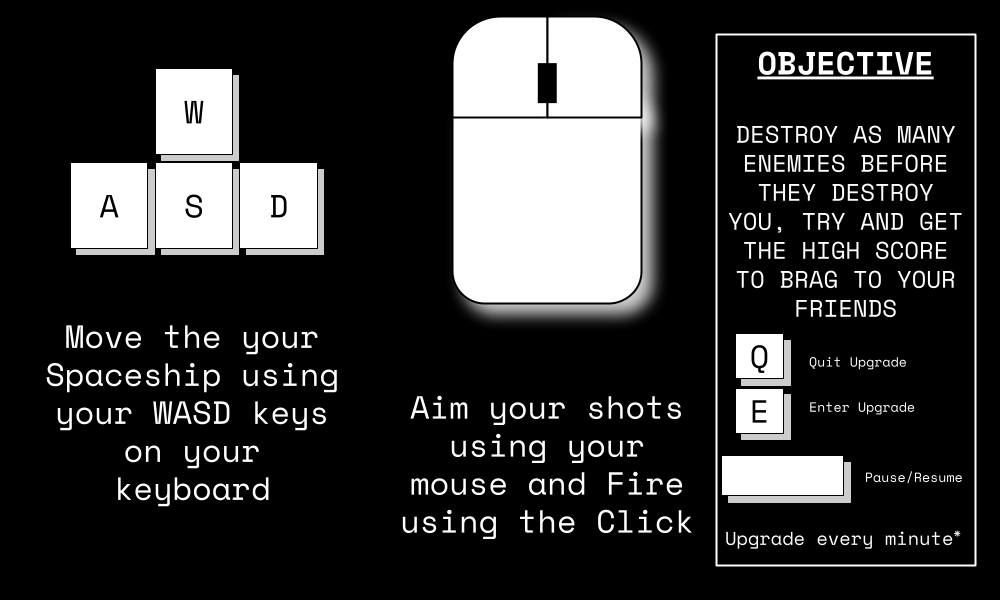 W
A S D
Move the your
Spaceship using
your WASD keys
on your
keyboard
Aim your shots
using your
mouse and Fire
using the Click
OBJECTIVE
DESTROY AS MANY
ENEMIES BEFORE
THEY DESTROY
YOU, TRY AND GET
THE HIGH SCORE
TO BRAG TO YOUR
FRIENDS
Q Quit Upgrade
E Enter Upgrade
Pause/Resume
Upgrade every minute*